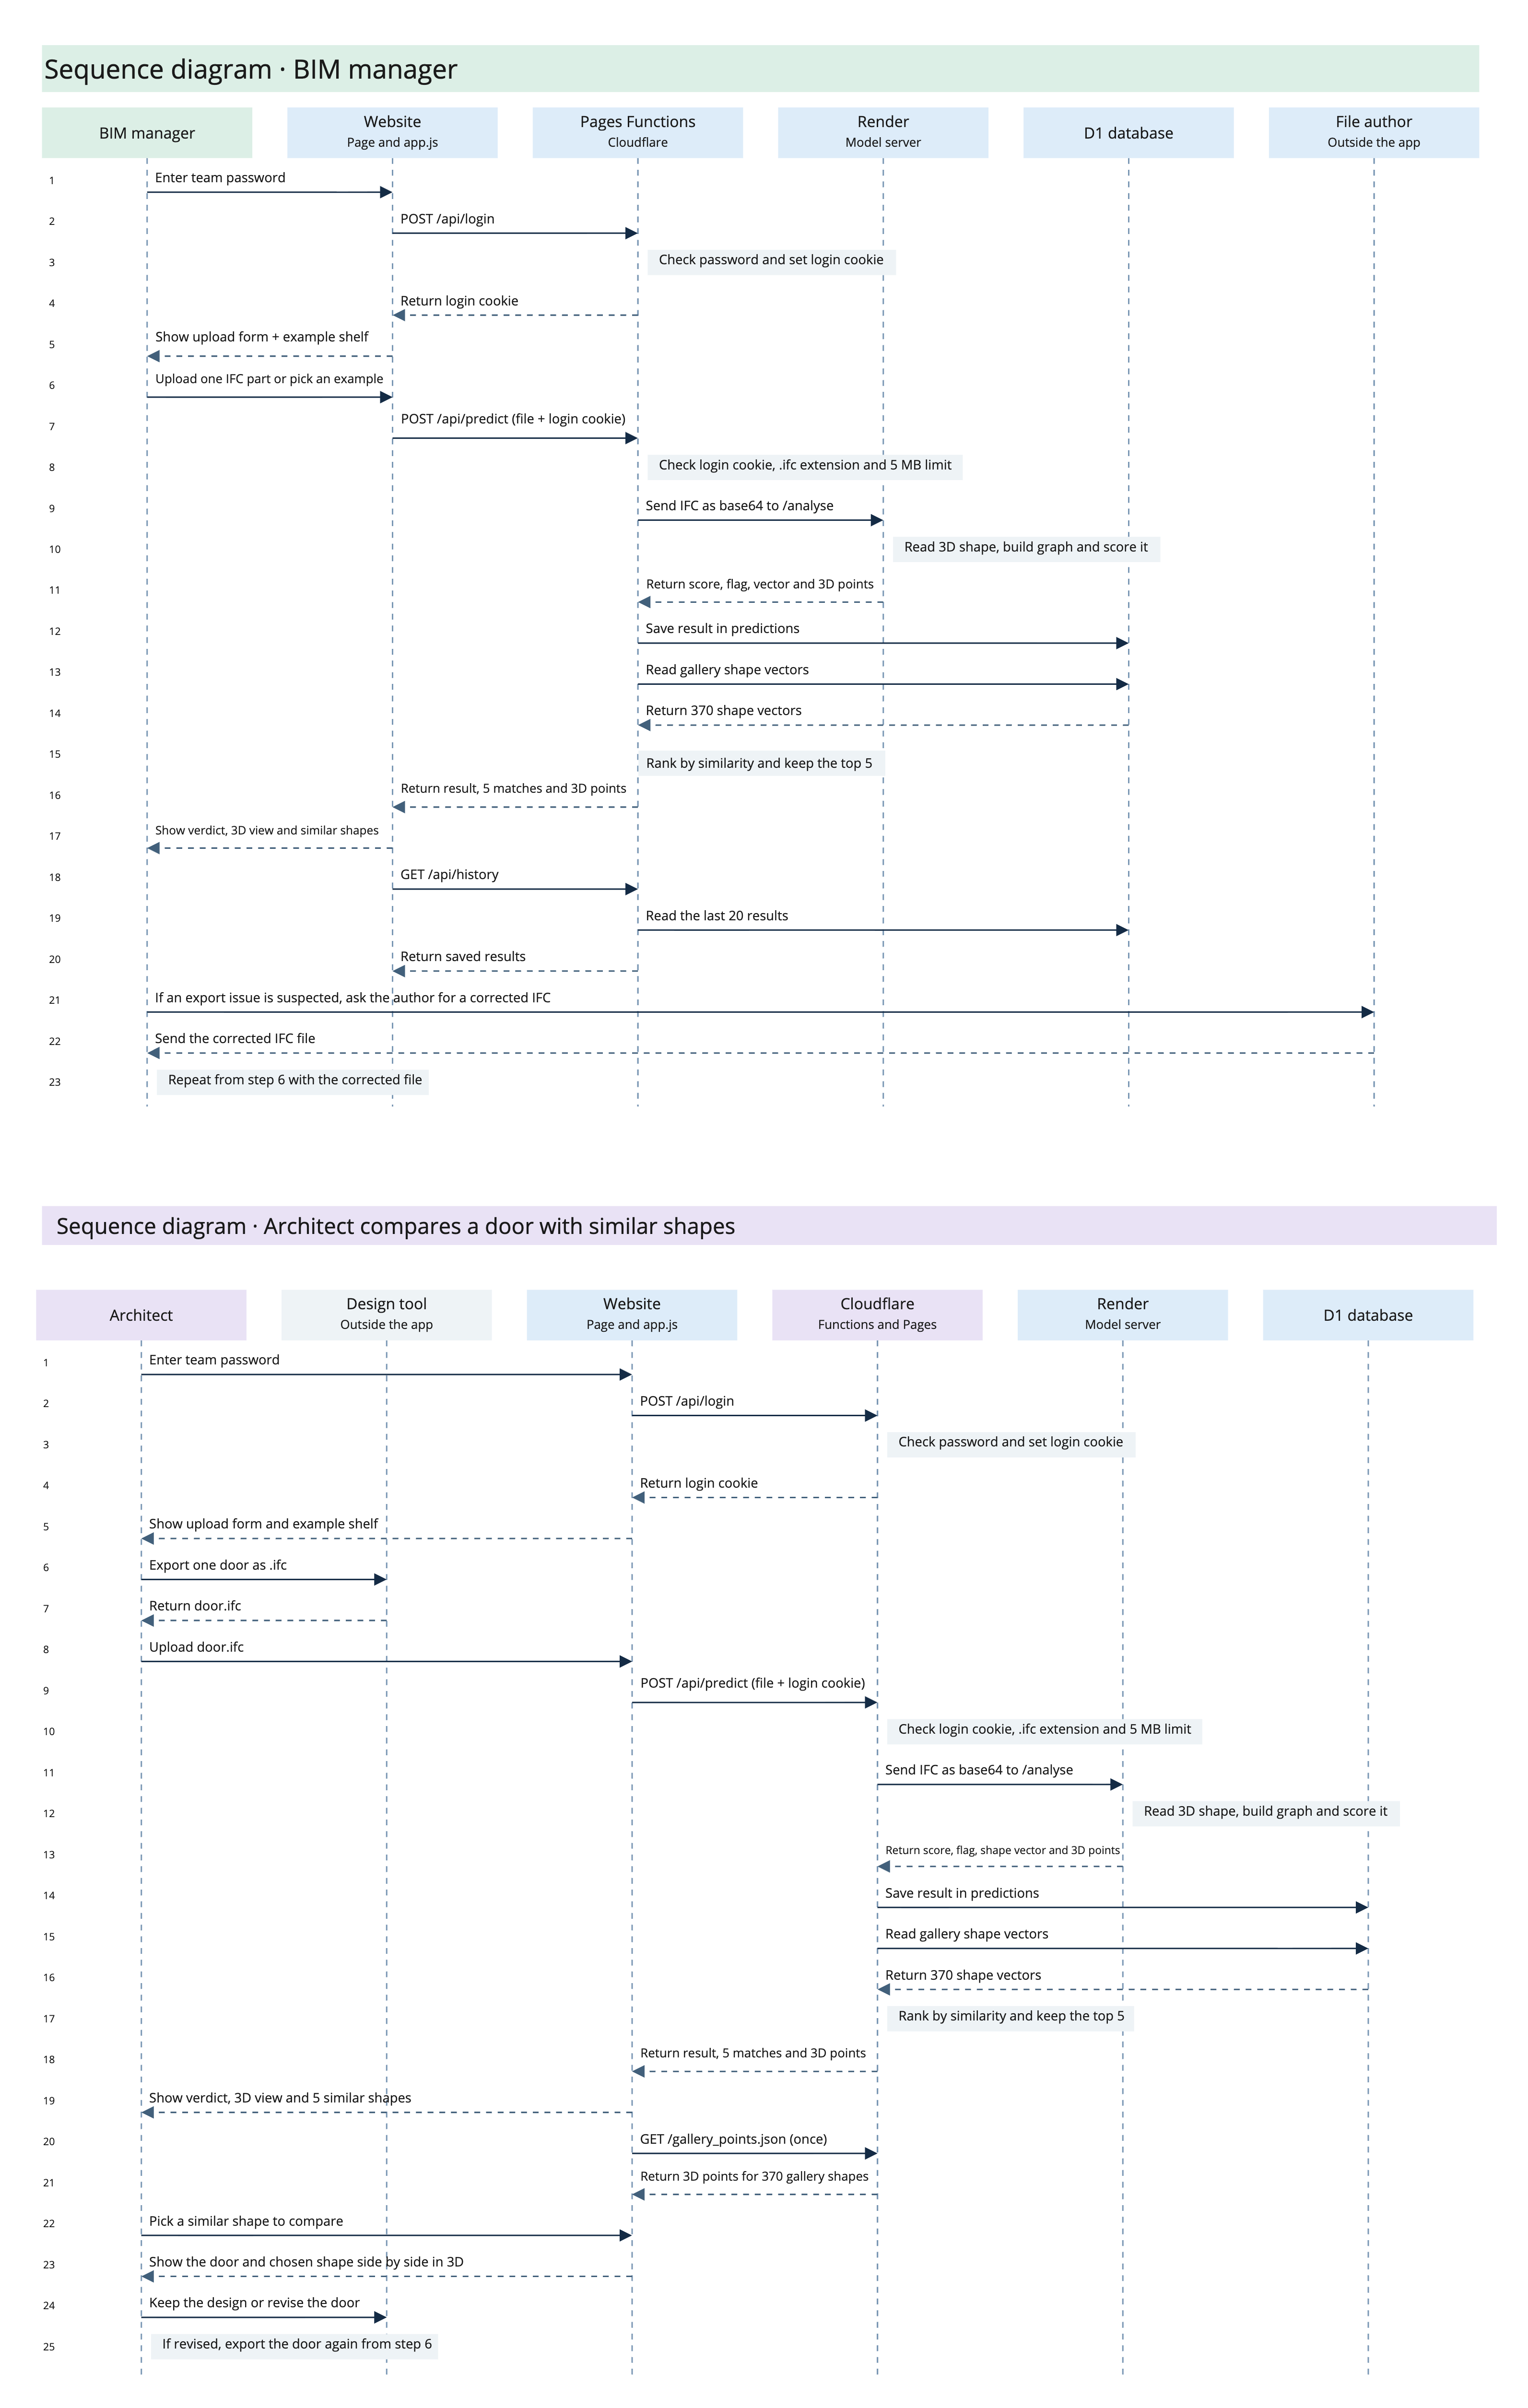 Sequence diagram · BIM manager
BIM manager
Website
Page and app.js
Pages Functions
Cloudflare
Render
Model server
D1 database
File author
Outside the app
1
Enter team password
2
POST /api/login
3
Check password and set login cookie
4
Return login cookie
5
Show upload form + example shelf
6
Upload one IFC part or pick an example
7
POST /api/predict (file + login cookie)
8
Check login cookie, .ifc extension and 5 MB limit
9
Send IFC as base64 to /analyse
10
Read 3D shape, build graph and score it
11
Return score, flag, vector and 3D points
12
Save result in predictions
13
Read gallery shape vectors
14
Return 370 shape vectors
15
Rank by similarity and keep the top 5
16
Return result, 5 matches and 3D points
17
Show verdict, 3D view and similar shapes
18
GET /api/history
19
Read the last 20 results
20
Return saved results
21
If an export issue is suspected, ask the author for a corrected IFC
22
Send the corrected IFC file
23
Repeat from step 6 with the corrected file
Sequence diagram · Architect compares a door with similar shapes
Architect
Design tool
Outside the app
Website
Page and app.js
Cloudflare
Functions and Pages
Render
Model server
D1 database
1
Enter team password
2
POST /api/login
3
Check password and set login cookie
4
Return login cookie
5
Show upload form and example shelf
6
Export one door as .ifc
7
Return door.ifc
8
Upload door.ifc
9
POST /api/predict (file + login cookie)
10
Check login cookie, .ifc extension and 5 MB limit
11
Send IFC as base64 to /analyse
12
Read 3D shape, build graph and score it
13
Return score, flag, shape vector and 3D points
14
Save result in predictions
15
Read gallery shape vectors
16
Return 370 shape vectors
17
Rank by similarity and keep the top 5
18
Return result, 5 matches and 3D points
19
Show verdict, 3D view and 5 similar shapes
20
GET /gallery_points.json (once)
21
Return 3D points for 370 gallery shapes
22
Pick a similar shape to compare
23
Show the door and chosen shape side by side in 3D
24
Keep the design or revise the door
25
If revised, export the door again from step 6